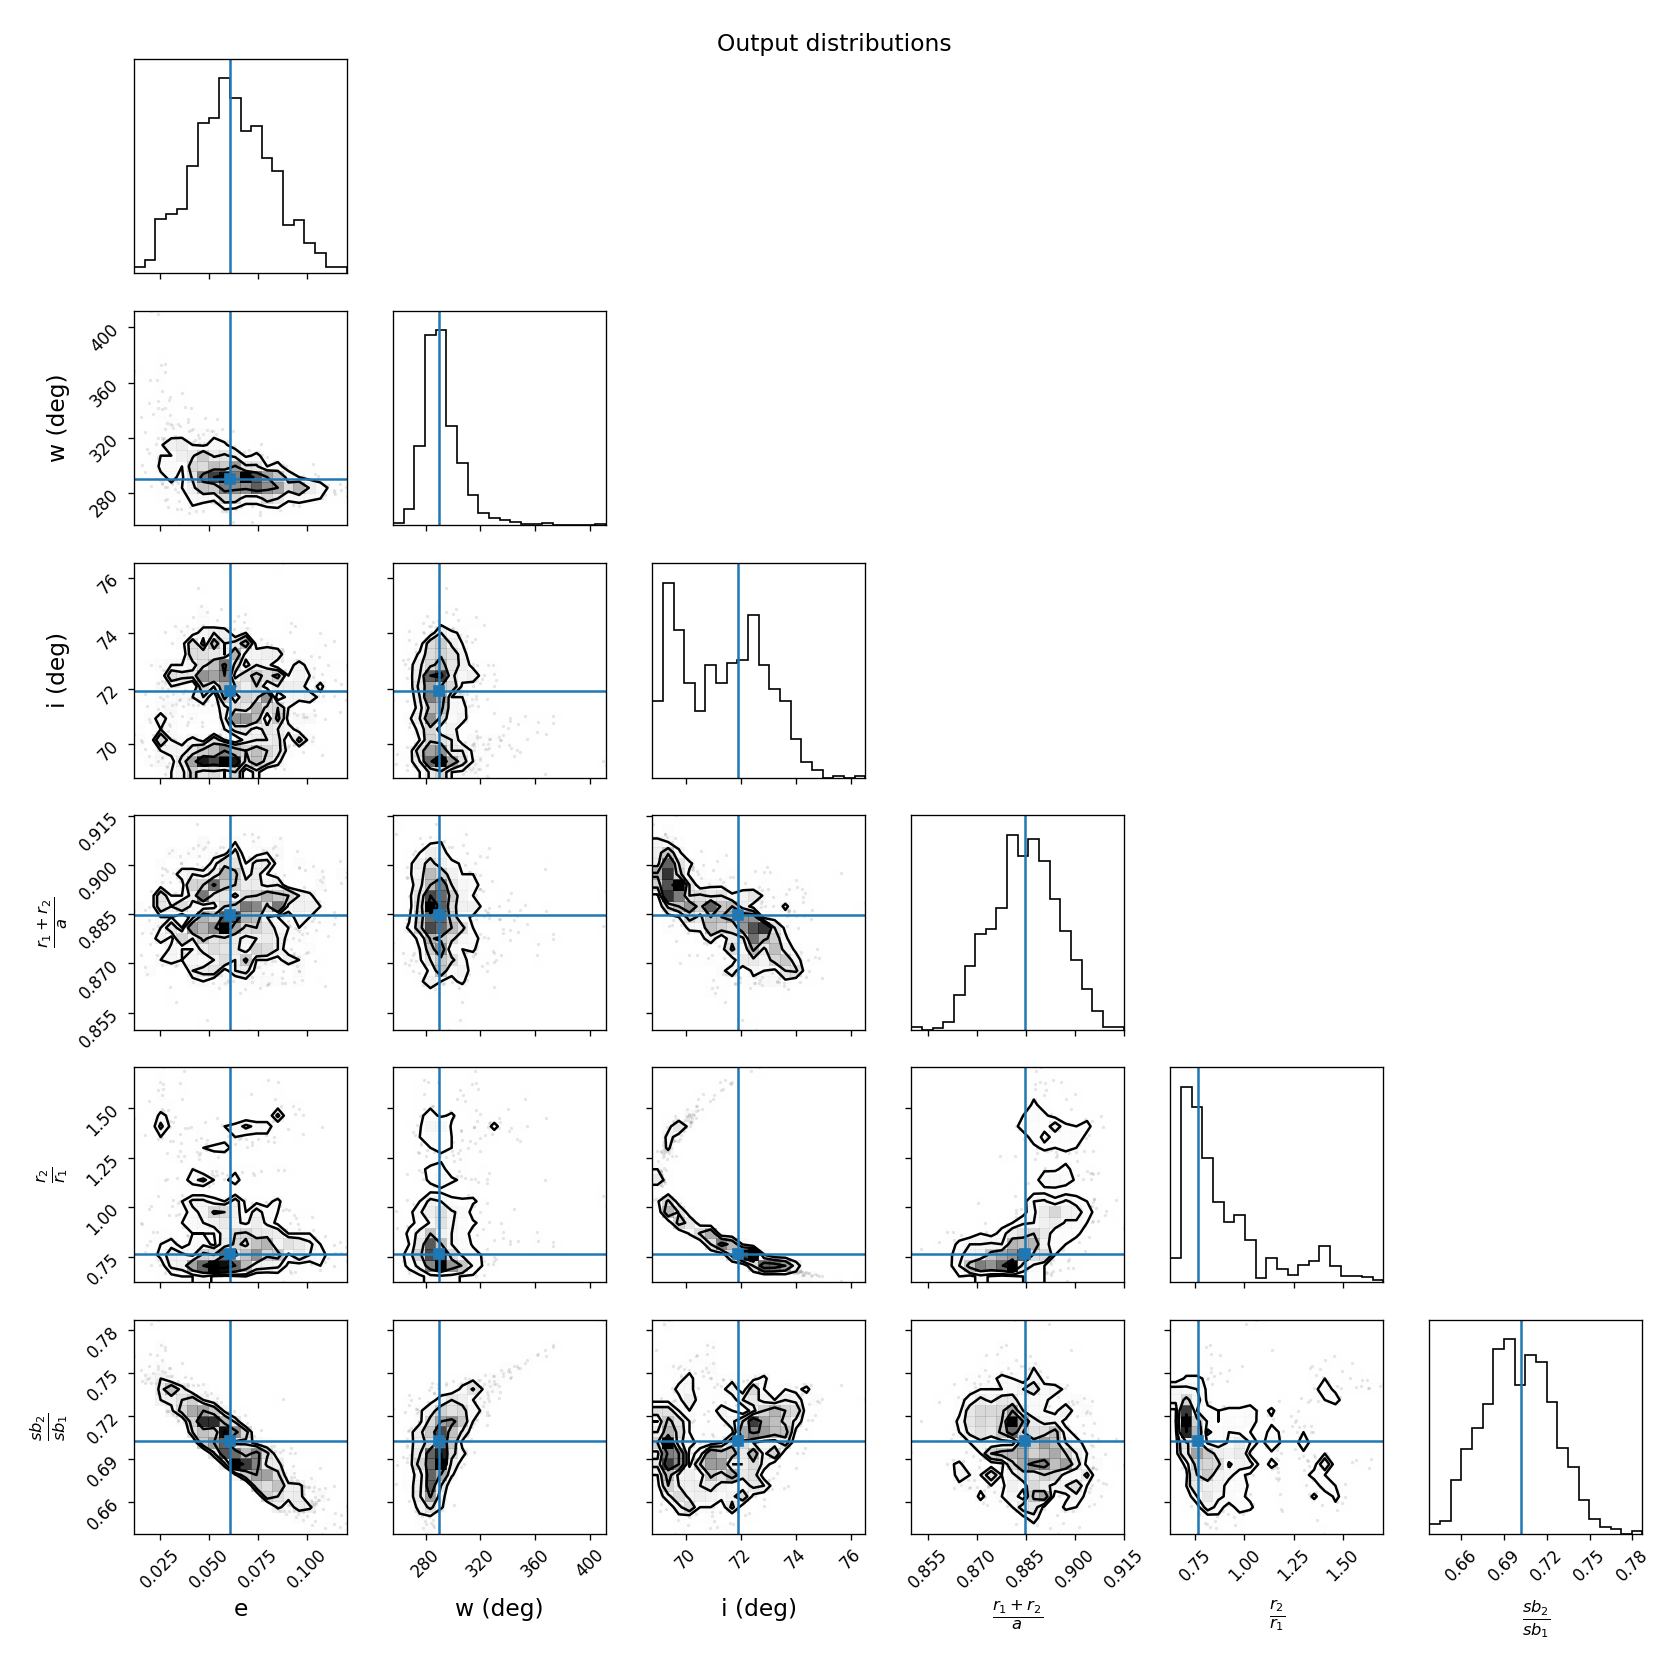 Output distributions
w (deg)
400
360
320
280
i (deg)
76
74
72
70
r₁ + r₂
a
0.915
0.900
0.885
0.870
0.855
r₂
r₁
1.50
1.25
1.00
0.75
sb₂
sb₁
0.78
0.75
0.72
0.69
0.66
0.025 0.050 0.075 0.100
280 320 360 400
70 72 74 76
0.855 0.870 0.885 0.900 0.915
0.75 1.00 1.25 1.50
0.66 0.69 0.72 0.75 0.78
e
w (deg)
i (deg)
r₁ + r₂
a
r₂
r₁
sb₂
sb₁